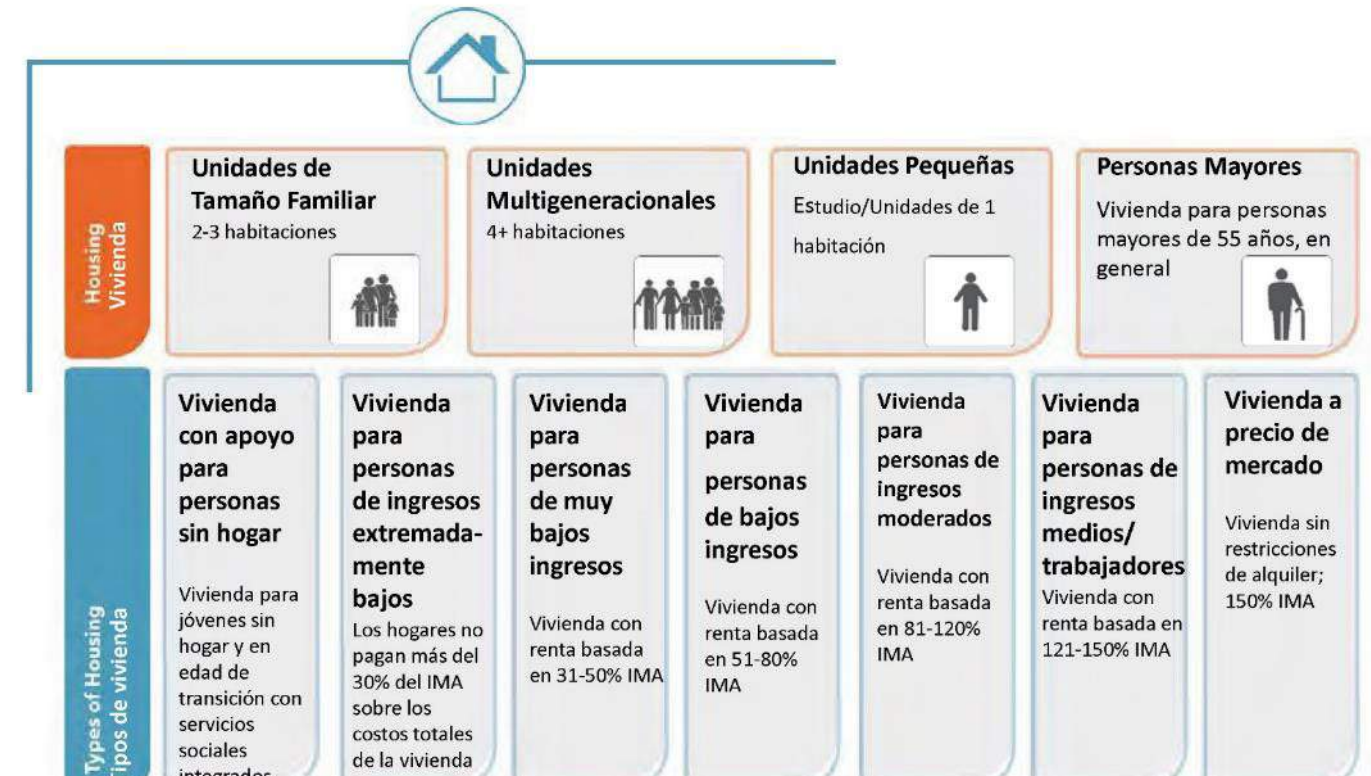 Housing
Vivienda
Unidades de
Tamaño Familiar
2-3 habitaciones
Unidades
Multigeneracionales
4+ habitaciones
Unidades Pequeñas
Estudio/Unidades de 1
habitación
Personas Mayores
Vivienda para personas
mayores de 55 años, en
general
Types of Housing
Tipos de vivienda
Vivienda
con apoyo
para
personas
sin hogar
Vivienda para
jóvenes sin
hogar y en
edad de
transición con
servicios
sociales
integrados
Vivienda
para
personas
de ingresos
extremada-
mente
bajos
Los hogares no
pagan más del
30% del IMA
sobre los
costos totales
de la vivienda
Vivienda
para
personas
de muy
bajos
ingresos
Vivienda con
renta basada
en 31-50% IMA
Vivienda
para
personas
de bajos
ingresos
Vivienda con
renta basada
en 51-80%
IMA
Vivienda
para
personas de
ingresos
moderados
Vivienda con
renta basada
en 81-120%
IMA
Vivienda
para
personas de
ingresos
medios/
trabajadores
Vivienda con
renta basada en
121-150% IMA
Vivienda a
precio de
mercado
Vivienda sin
restricciones
de alquiler;
150% IMA